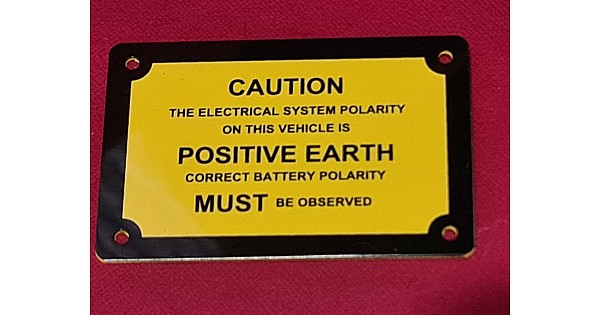 CAUTION
THE ELECTRICAL SYSTEM POLARITY
ON THIS VEHICLE IS
POSITIVE EARTH
CORRECT BATTERY POLARITY
MUST BE OBSERVED